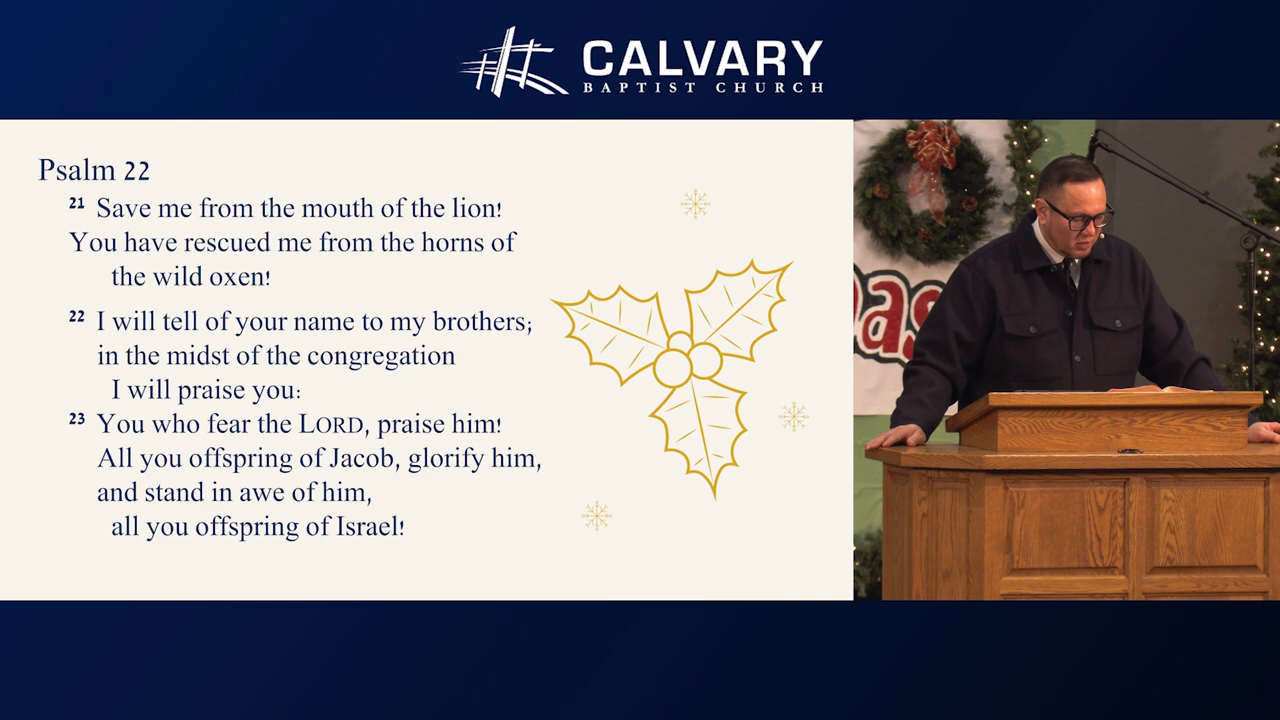 CALVARY
BAPTIST CHURCH
Psalm 22
21 Save me from the mouth of the lion!
You have rescued me from the horns of
the wild oxen!
22 I will tell of your name to my brothers;
in the midst of the congregation
I will praise you:
23 You who fear the LORD, praise him!
All you offspring of Jacob, glorify him,
and stand in awe of him,
all you offspring of Israel!
as